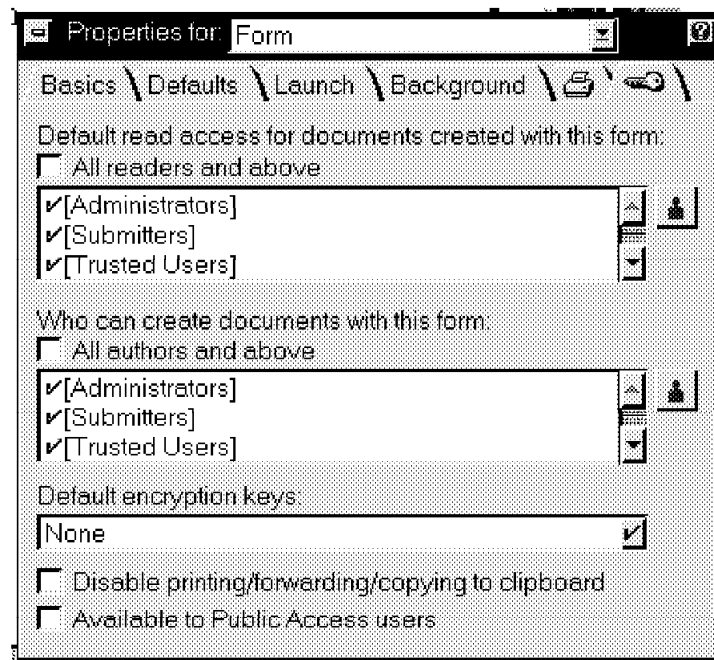 Properties for: Form
Basics Defaults Launch Background
Default read access for documents created with this form:
All readers and above
[Administrators]
[Submitters]
[Trusted Users]
Who can create documents with this form:
All authors and above
[Administrators]
[Submitters]
[Trusted Users]
Default encryption keys:
None
Disable printing/forwarding/copying to clipboard
Available to Public Access users